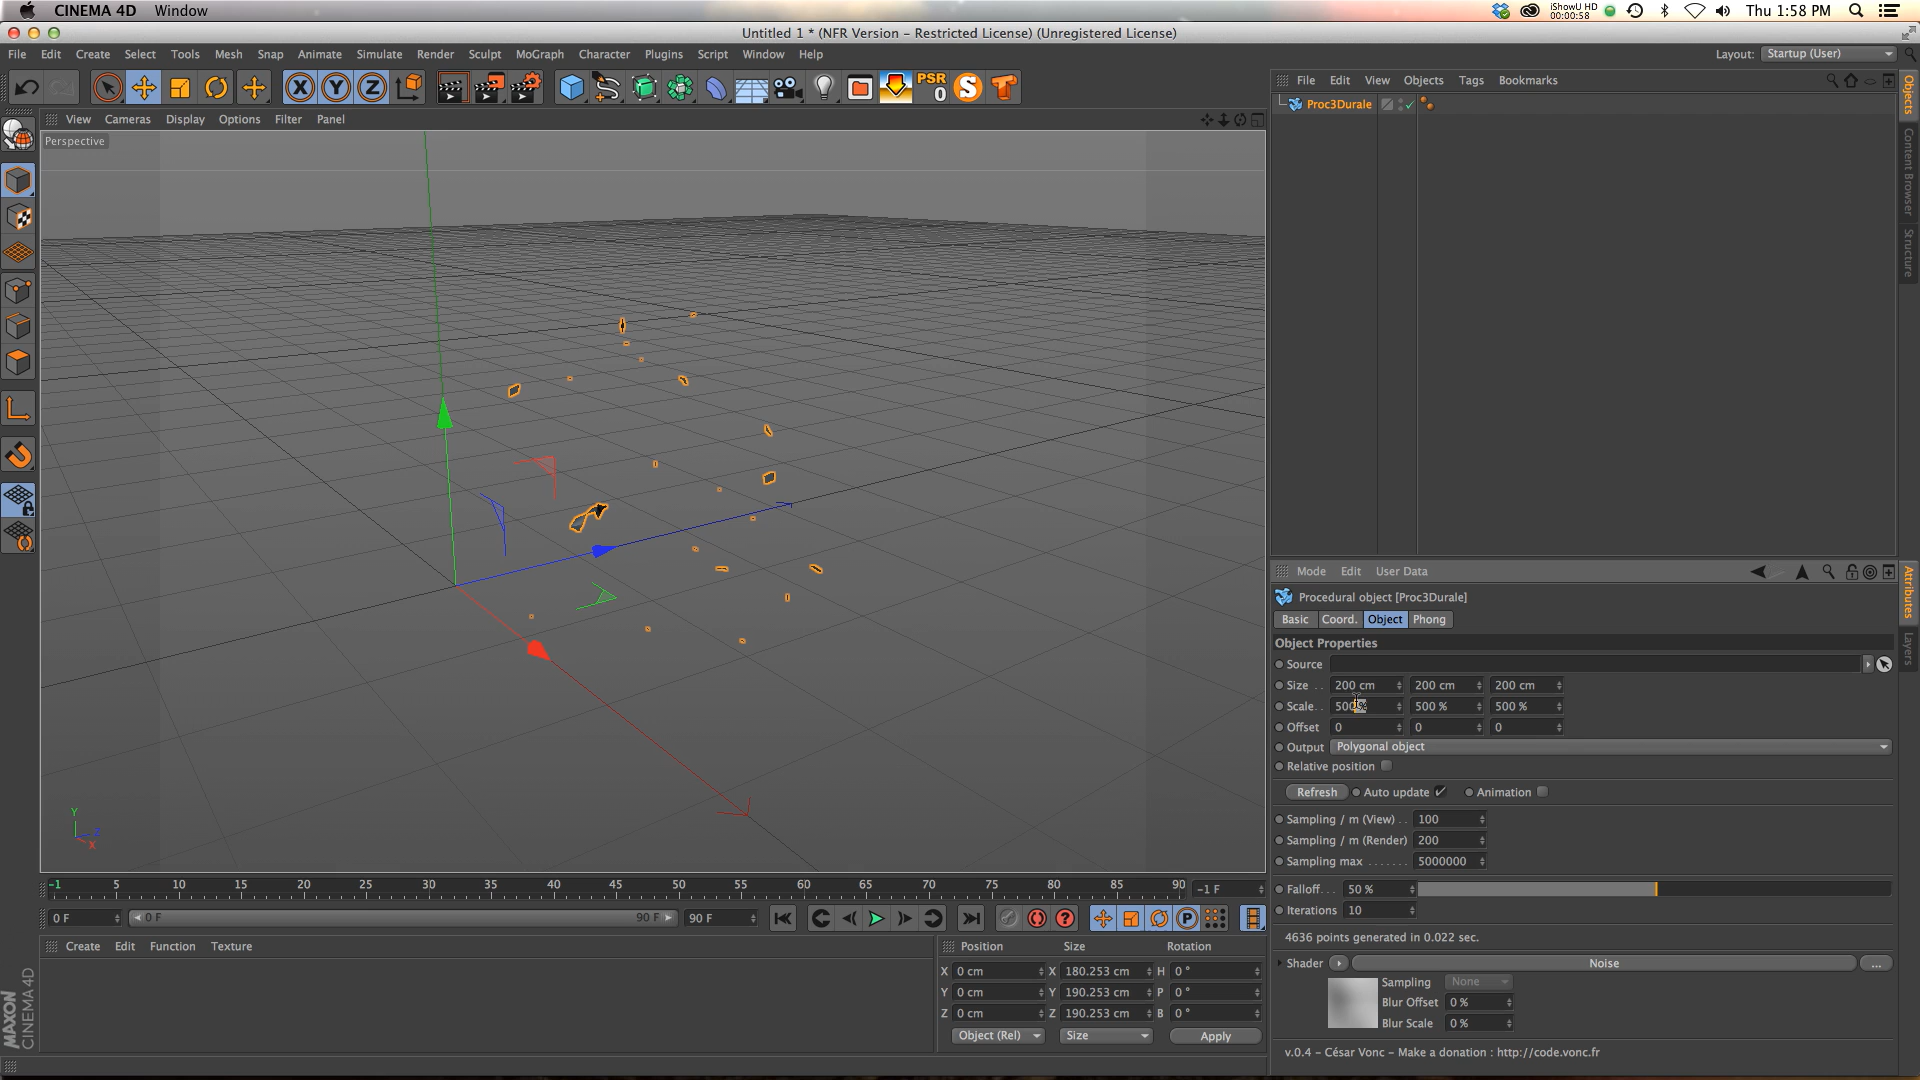 CINEMA 4D Window
iShowU HD
00:00:58
Thu 1:58 PM
Untitled 1 * (NFR Version – Restricted License) (Unregistered License)
File Edit Create Select Tools Mesh Snap Animate Simulate Render Sculpt MoGraph Character Plugins Script Window Help
Layout: Startup (User)
X Y Z PSR 0 S
File Edit View Objects Tags Bookmarks
Proc3Durale
View Cameras Display Options Filter Panel
Perspective
Objects
Content Browser
Structure
Y
Z
X
Mode Edit User Data
Attributes
Layers
Procedural object [Proc3Durale]
Basic Coord. Object Phong
Object Properties
Source
Size . . 200 cm 200 cm 200 cm
Scale. . 500 % 500 % 500 %
Offset 0 0 0
Output Polygonal object
Relative position
Refresh Auto update Animation
Sampling / m (View) . . 100
Sampling / m (Render) 200
Sampling max . . . . . . . 5000000
Falloff. . . 50 %
Iterations 10
4636 points generated in 0.022 sec.
Shader Noise ...
Sampling None
Blur Offset 0 %
Blur Scale 0 %
v.0.4 – César Vonc – Make a donation : http://code.vonc.fr
-1 5 10 15 20 25 30 35 40 45 50 55 60 65 70 75 80 85 90 -1 F
0 F 0 F 90 F 90 F
P
Create Edit Function Texture
Position Size Rotation
X 0 cm X 180.253 cm H 0 °
Y 0 cm Y 190.253 cm P 0 °
Z 0 cm Z 190.253 cm B 0 °
Object (Rel) Size Apply
MAXON
CINEMA 4D